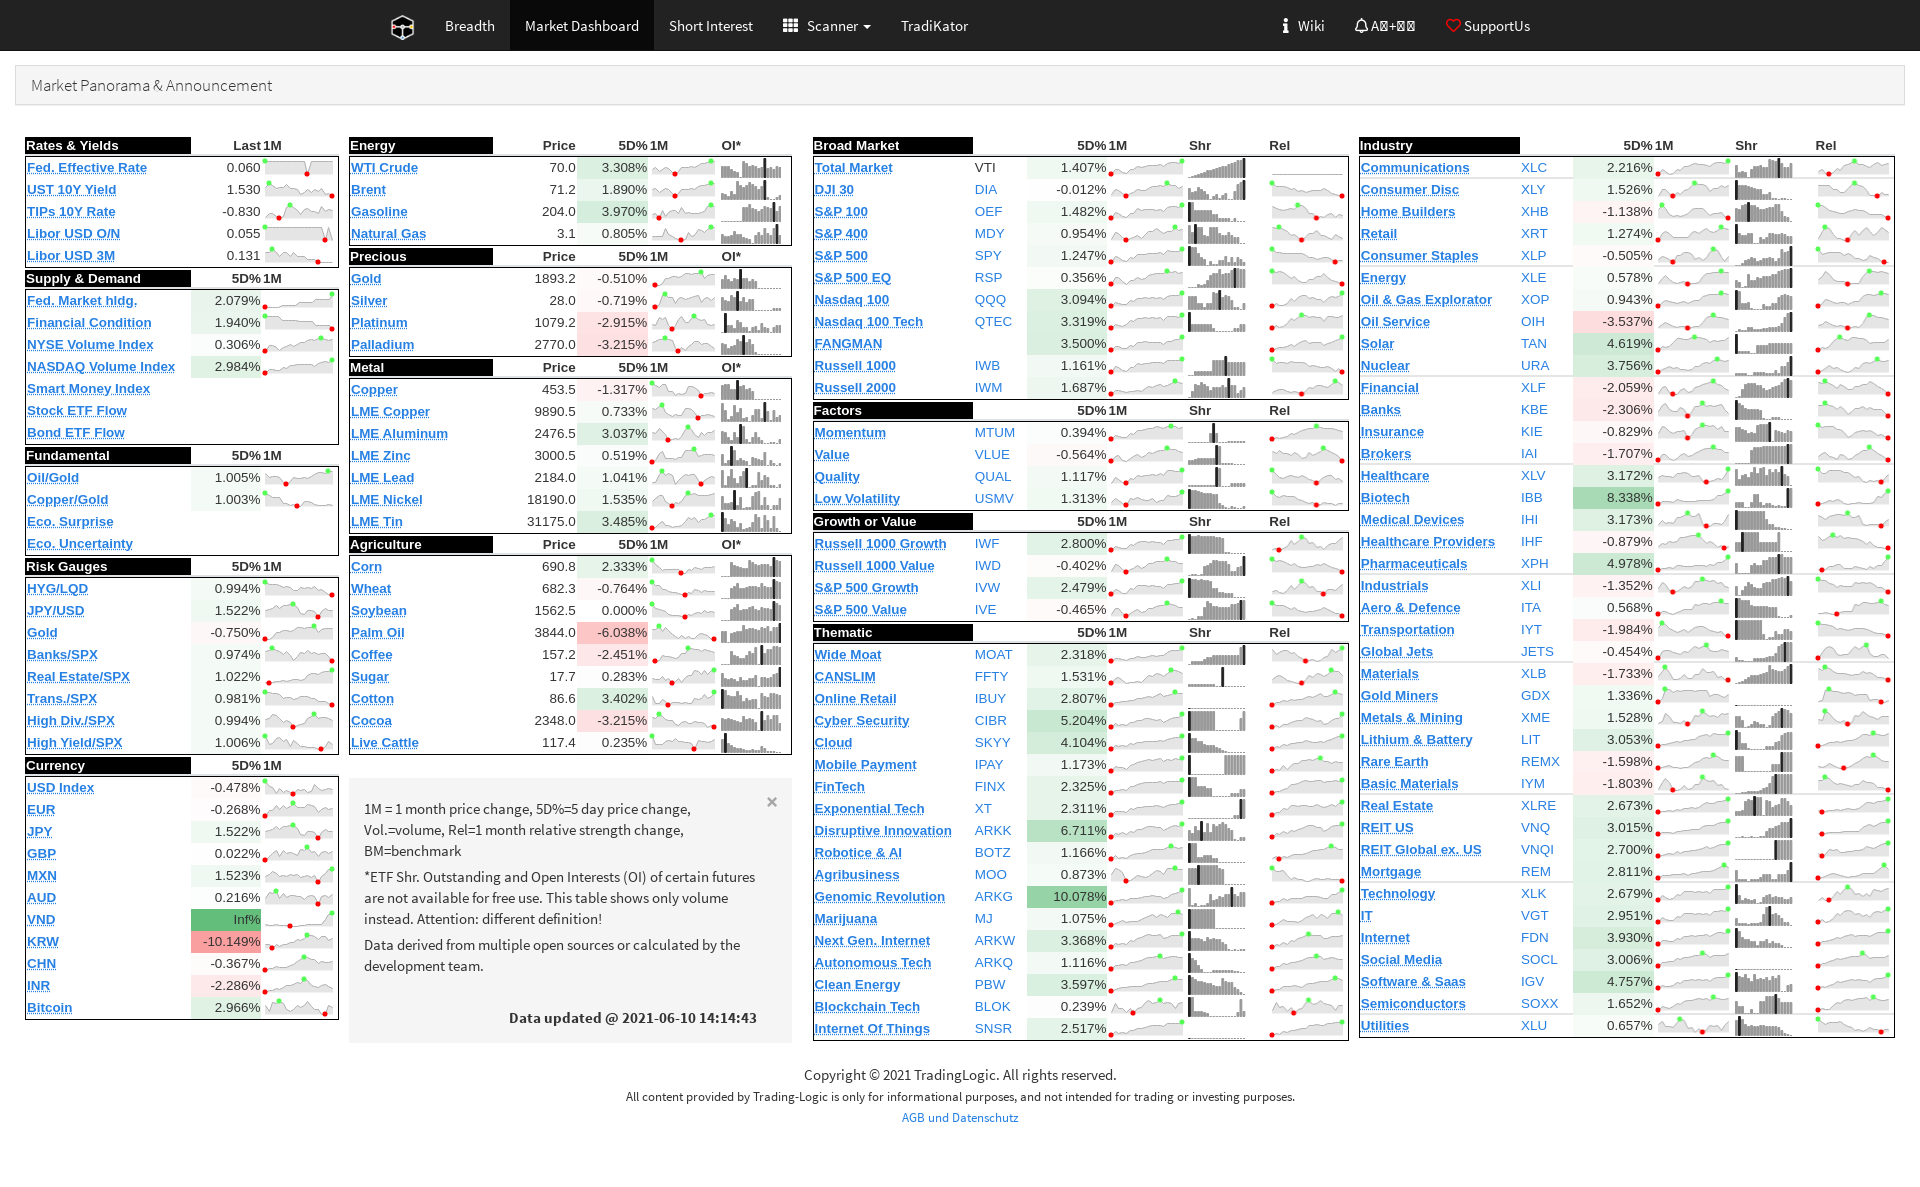 Breadth Market Dashboard Short Interest Scanner TradiKator Wiki SupportUs
Market Panorama & Announcement
Rates & Yields Last 1M
Fed. Effective Rate 0.060
UST 10Y Yield 1.530
TIPs 10Y Rate -0.830
Libor USD O/N 0.055
Libor USD 3M 0.131
Supply & Demand 5D% 1M
Fed. Market hldg. 2.079%
Financial Condition 1.940%
NYSE Volume Index 0.306%
NASDAQ Volume Index 2.984%
Smart Money Index
Stock ETF Flow
Bond ETF Flow
Fundamental 5D% 1M
Oil/Gold 1.005%
Copper/Gold 1.003%
Eco. Surprise
Eco. Uncertainty
Risk Gauges 5D% 1M
HYG/LQD 0.994%
JPY/USD 1.522%
Gold -0.750%
Banks/SPX 0.974%
Real Estate/SPX 1.022%
Trans./SPX 0.981%
High Div./SPX 0.994%
High Yield/SPX 1.006%
Currency 5D% 1M
USD Index -0.478%
EUR -0.268%
JPY 1.522%
GBP 0.022%
MXN 1.523%
AUD 0.216%
VND Inf%
KRW -10.149%
CHN -0.367%
INR -2.286%
Bitcoin 2.966%
Energy Price 5D% 1M OI*
WTI Crude 70.0 3.308%
Brent 71.2 1.890%
Gasoline 204.0 3.970%
Natural Gas 3.1 0.805%
Precious Price 5D% 1M OI*
Gold 1893.2 -0.510%
Silver 28.0 -0.719%
Platinum 1079.2 -2.915%
Palladium 2770.0 -3.215%
Metal Price 5D% 1M OI*
Copper 453.5 -1.317%
LME Copper 9890.5 0.733%
LME Aluminum 2476.5 3.037%
LME Zinc 3000.5 0.519%
LME Lead 2184.0 1.041%
LME Nickel 18190.0 1.535%
LME Tin 31175.0 3.485%
Agriculture Price 5D% 1M OI*
Corn 690.8 2.333%
Wheat 682.3 -0.764%
Soybean 1562.5 0.000%
Palm Oil 3844.0 -6.038%
Coffee 157.2 -2.451%
Sugar 17.7 0.283%
Cotton 86.6 3.402%
Cocoa 2348.0 -3.215%
Live Cattle 117.4 0.235%
×
1M = 1 month price change, 5D%=5 day price change,
Vol.=volume, Rel=1 month relative strength change,
BM=benchmark
*ETF Shr. Outstanding and Open Interests (OI) of certain futures
are not available for free use. This table shows only volume
instead. Attention: different definition!
Data derived from multiple open sources or calculated by the
development team.
Data updated @ 2021-06-10 14:14:43
Broad Market 5D% 1M Shr Rel
Total Market VTI 1.407%
DJI 30 DIA -0.012%
S&P 100 OEF 1.482%
S&P 400 MDY 0.954%
S&P 500 SPY 1.247%
S&P 500 EQ RSP 0.356%
Nasdaq 100 QQQ 3.094%
Nasdaq 100 Tech QTEC 3.319%
FANGMAN 3.500%
Russell 1000 IWB 1.161%
Russell 2000 IWM 1.687%
Factors 5D% 1M Shr Rel
Momentum MTUM 0.394%
Value VLUE -0.564%
Quality QUAL 1.117%
Low Volatility USMV 1.313%
Growth or Value 5D% 1M Shr Rel
Russell 1000 Growth IWF 2.800%
Russell 1000 Value IWD -0.402%
S&P 500 Growth IVW 2.479%
S&P 500 Value IVE -0.465%
Thematic 5D% 1M Shr Rel
Wide Moat MOAT 2.318%
CANSLIM FFTY 1.531%
Online Retail IBUY 2.807%
Cyber Security CIBR 5.204%
Cloud SKYY 4.104%
Mobile Payment IPAY 1.173%
FinTech FINX 2.325%
Exponential Tech XT 2.311%
Disruptive Innovation ARKK 6.711%
Robotice & AI BOTZ 1.166%
Agribusiness MOO 0.873%
Genomic Revolution ARKG 10.078%
Marijuana MJ 1.075%
Next Gen. Internet ARKW 3.368%
Autonomous Tech ARKQ 1.116%
Clean Energy PBW 3.597%
Blockchain Tech BLOK 0.239%
Internet Of Things SNSR 2.517%
Industry 5D% 1M Shr Rel
Communications XLC 2.216%
Consumer Disc XLY 1.526%
Home Builders XHB -1.138%
Retail XRT 1.274%
Consumer Staples XLP -0.505%
Energy XLE 0.578%
Oil & Gas Explorator XOP 0.943%
Oil Service OIH -3.537%
Solar TAN 4.619%
Nuclear URA 3.756%
Financial XLF -2.059%
Banks KBE -2.306%
Insurance KIE -0.829%
Brokers IAI -1.707%
Healthcare XLV 3.172%
Biotech IBB 8.338%
Medical Devices IHI 3.173%
Healthcare Providers IHF -0.879%
Pharmaceuticals XPH 4.978%
Industrials XLI -1.352%
Aero & Defence ITA 0.568%
Transportation IYT -1.984%
Global Jets JETS -0.454%
Materials XLB -1.733%
Gold Miners GDX 1.336%
Metals & Mining XME 1.528%
Lithium & Battery LIT 3.053%
Rare Earth REMX -1.598%
Basic Materials IYM -1.803%
Real Estate XLRE 2.673%
REIT US VNQ 3.015%
REIT Global ex. US VNQI 2.700%
Mortgage REM 2.811%
Technology XLK 2.679%
IT VGT 2.951%
Internet FDN 3.930%
Social Media SOCL 3.006%
Software & Saas IGV 4.757%
Semiconductors SOXX 1.652%
Utilities XLU 0.657%
Copyright © 2021 TradingLogic. All rights reserved.
All content provided by Trading-Logic is only for informational purposes, and not intended for trading or investing purposes.
AGB und Datenschutz